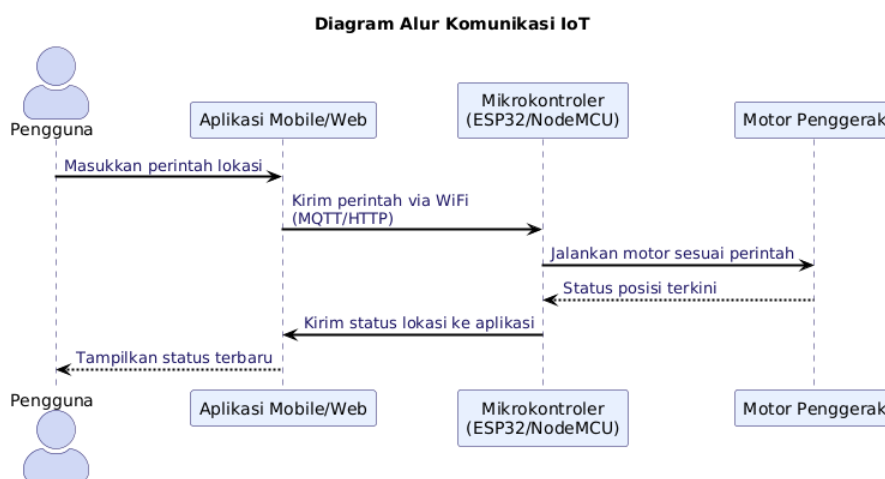 Diagram Alur Komunikasi IoT
Pengguna
Aplikasi Mobile/Web
Mikrokontroler
(ESP32/NodeMCU)
Motor Penggerak
Masukkan perintah lokasi
Kirim perintah via WiFi
(MQTT/HTTP)
Jalankan motor sesuai perintah
Status posisi terkini
Kirim status lokasi ke aplikasi
Tampilkan status terbaru
Pengguna
Aplikasi Mobile/Web
Mikrokontroler
(ESP32/NodeMCU)
Motor Penggerak